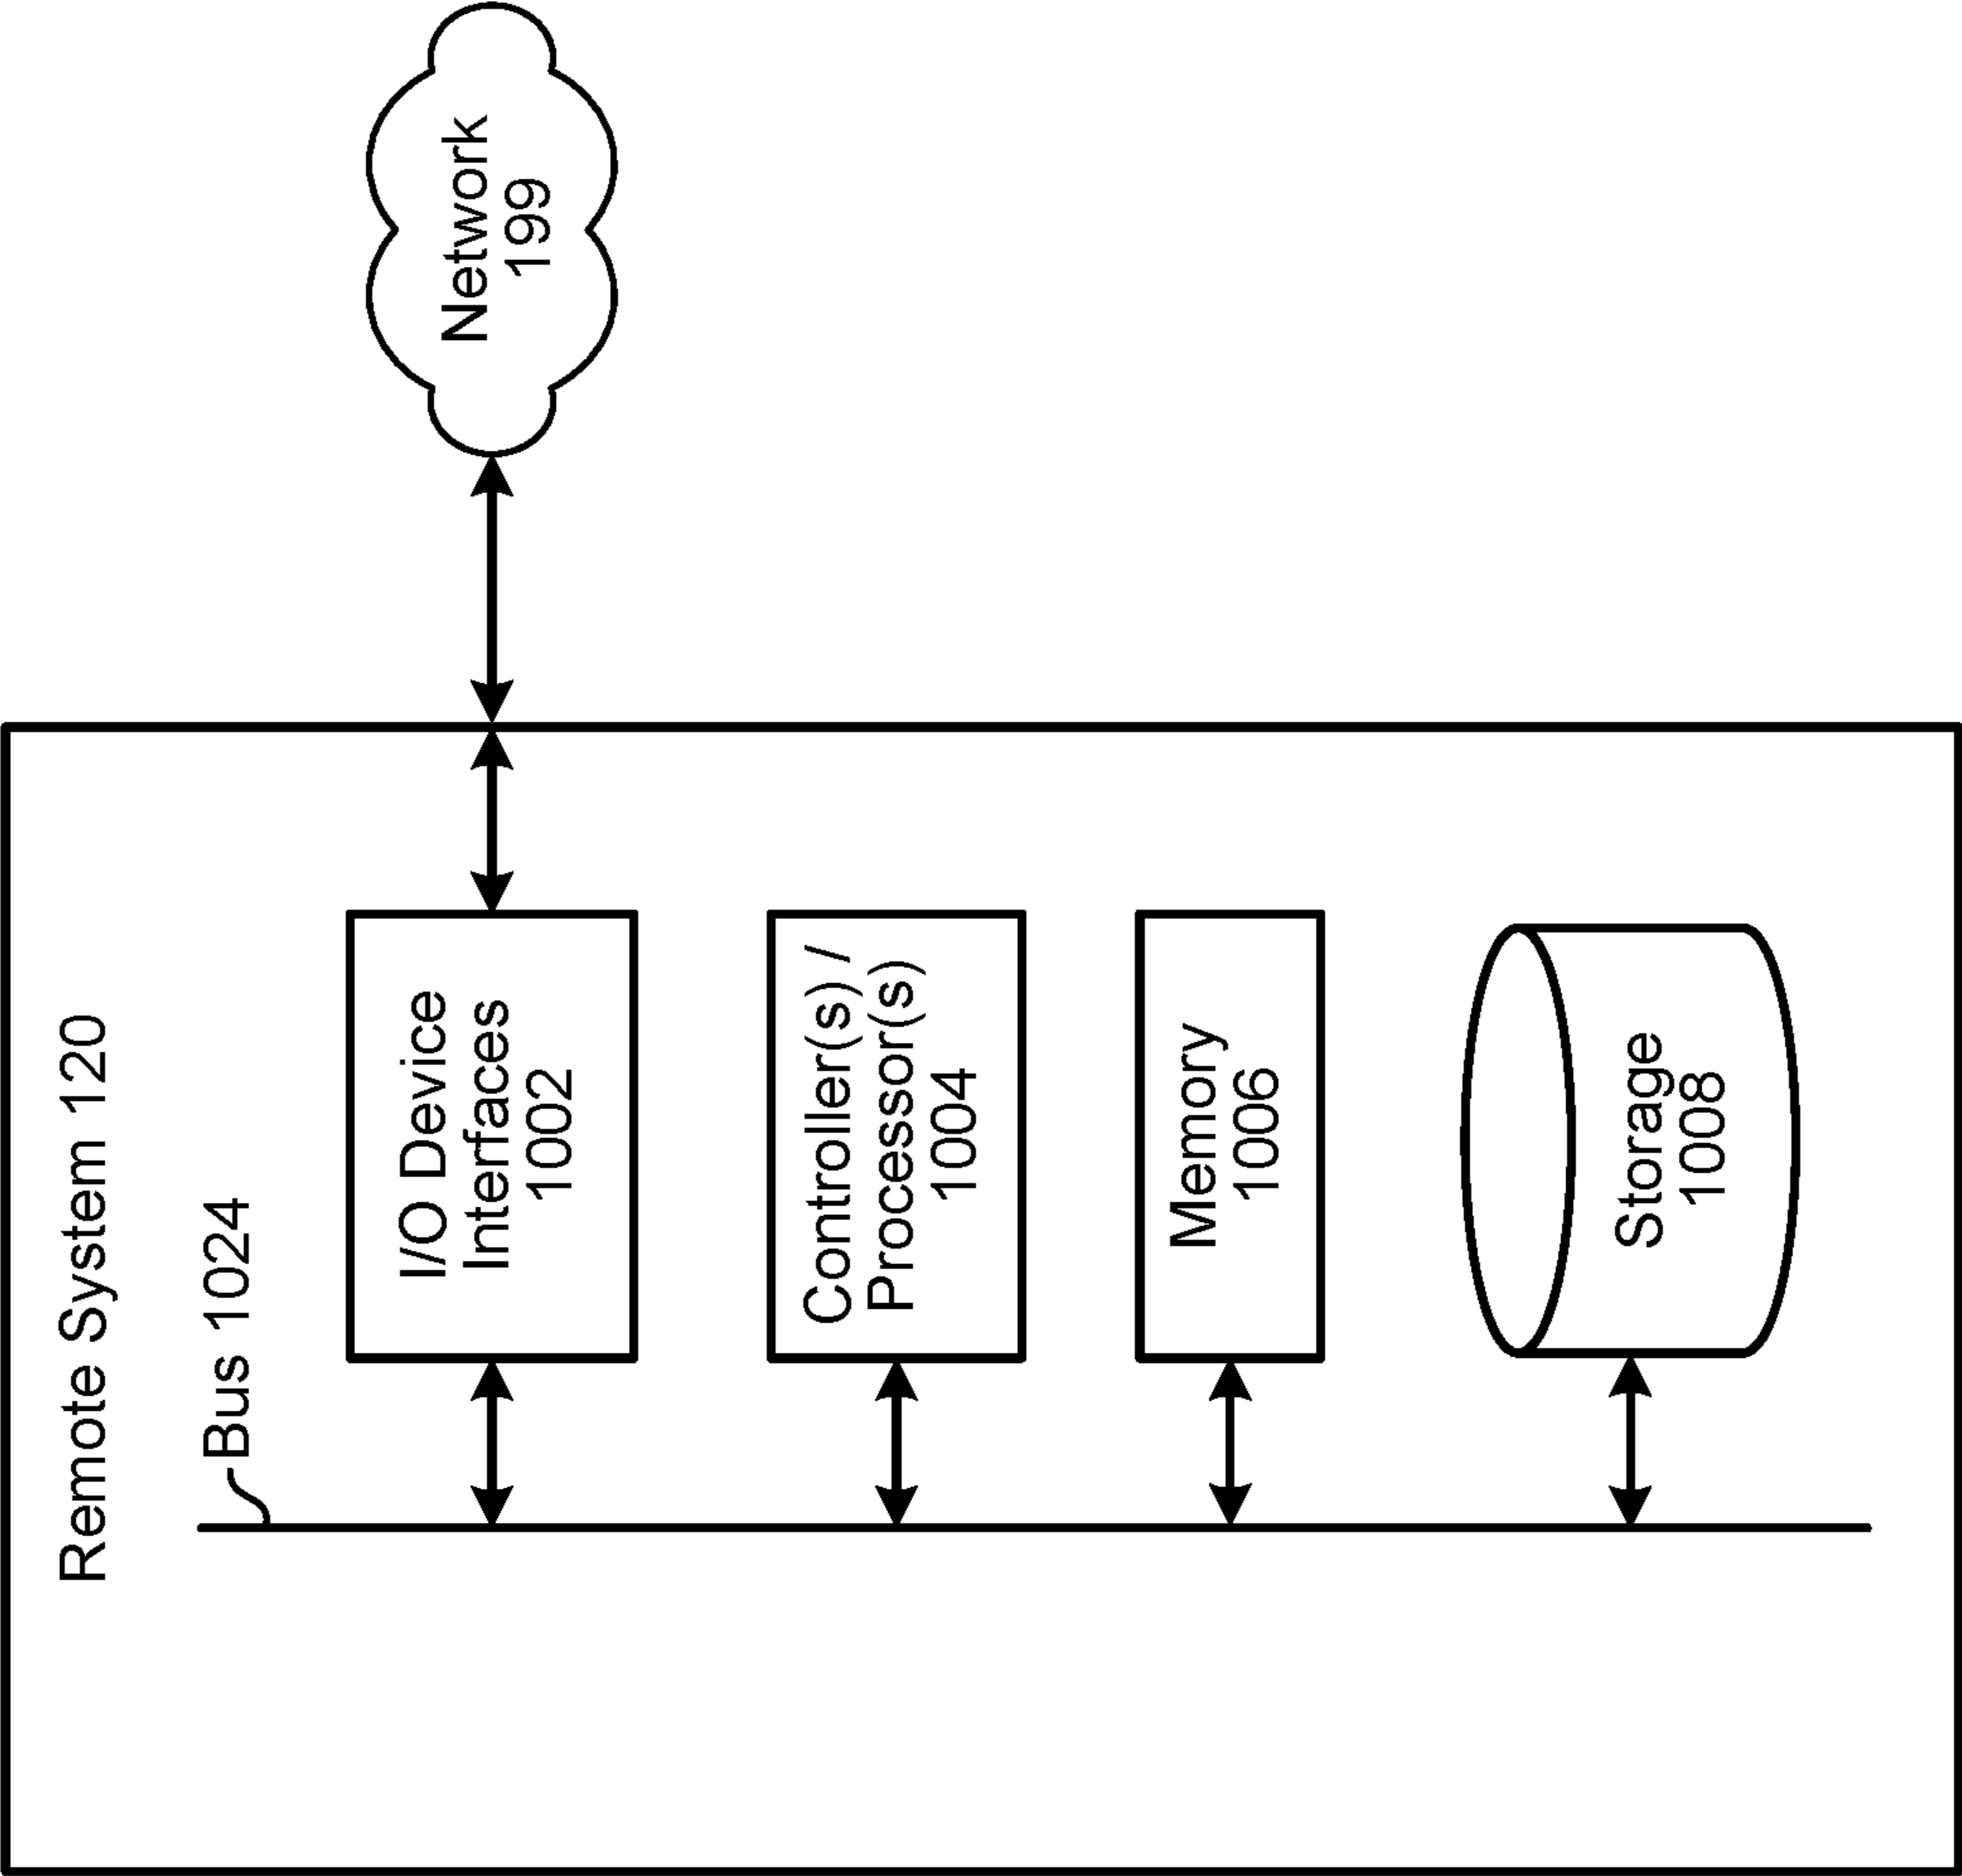 Remote System 120
Bus 1024
I/O Device
Interfaces
1002
Network
199
Controller(s) /
Processor(s)
1004
Memory
1006
Storage
1008